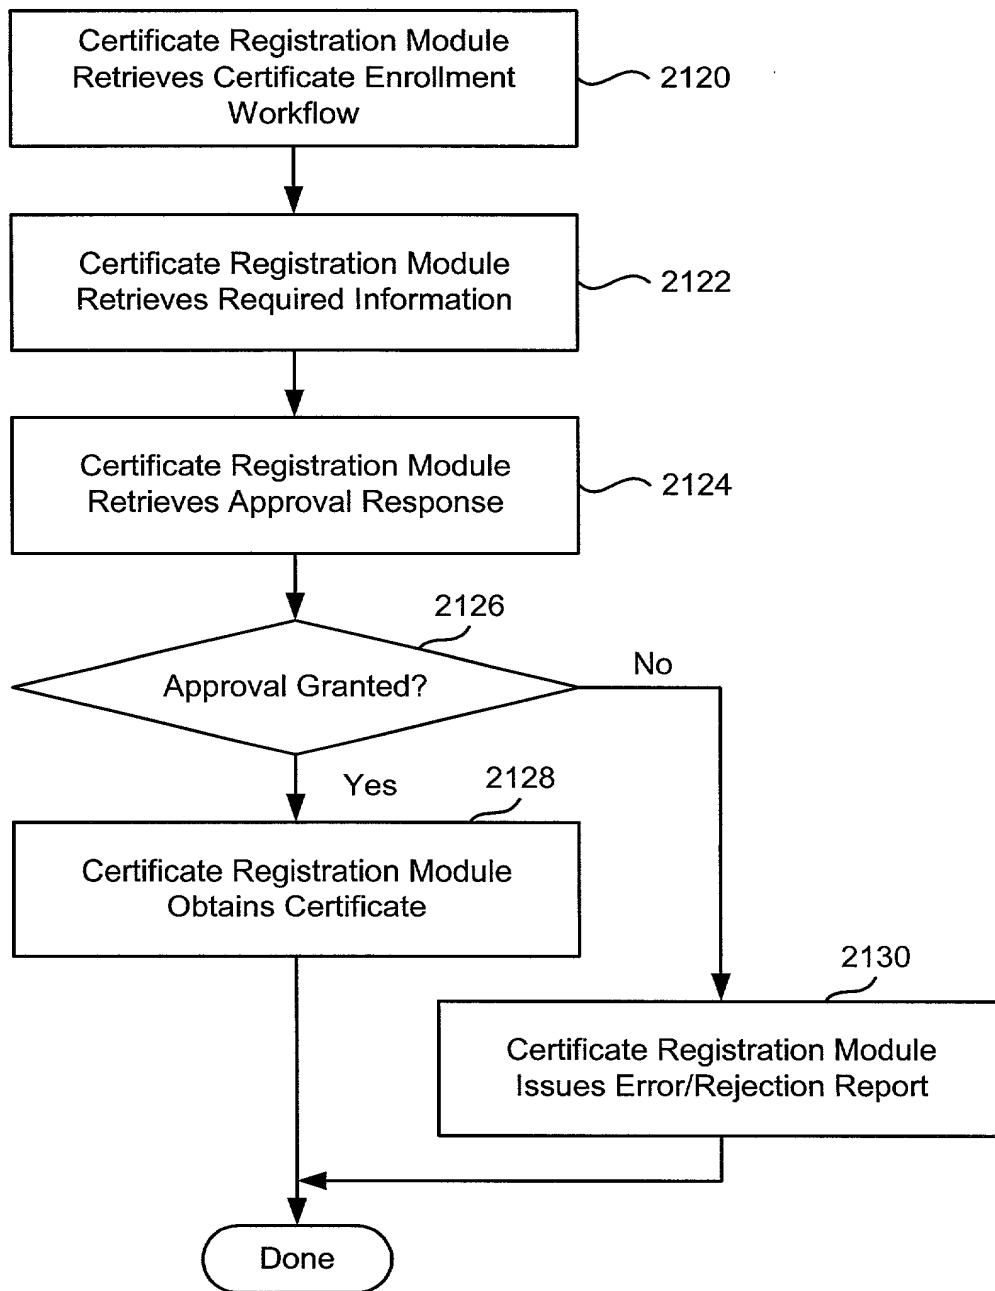 Certificate Registration Module
Retrieves Certificate Enrollment
Workflow
2120
Certificate Registration Module
Retrieves Required Information
2122
Certificate Registration Module
Retrieves Approval Response
2124
2126
Approval Granted?
No
Yes
2128
Certificate Registration Module
Obtains Certificate
2130
Certificate Registration Module
Issues Error/Rejection Report
Done